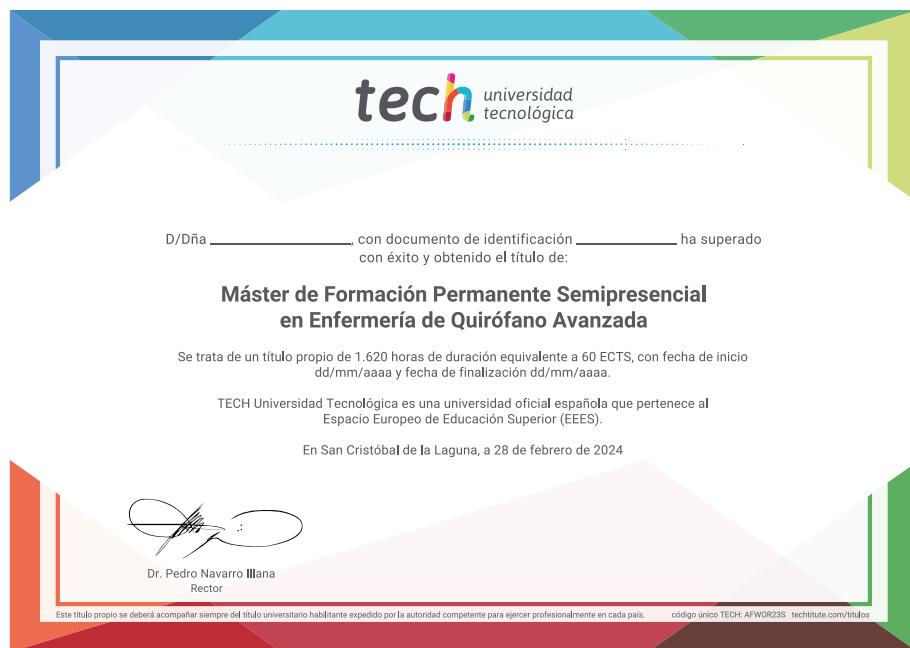 tech universidad
tecnológica
D/Dña ____________________, con documento de identificación ______________ ha superado
con éxito y obtenido el título de:
Máster de Formación Permanente Semipresencial
en Enfermería de Quirófano Avanzada
Se trata de un título propio de 1.620 horas de duración equivalente a 60 ECTS, con fecha de inicio
dd/mm/aaaa y fecha de finalización dd/mm/aaaa.
TECH Universidad Tecnológica es una universidad oficial española que pertenece al
Espacio Europeo de Educación Superior (EEES).
En San Cristóbal de la Laguna, a 28 de febrero de 2024
Dr. Pedro Navarro Illana
Rector
Este título propio se deberá acompañar siempre del título universitario habilitante expedido por la autoridad competente para ejercer profesionalmente en cada país. código único TECH: AFWOR23S techtitute.com/titulos